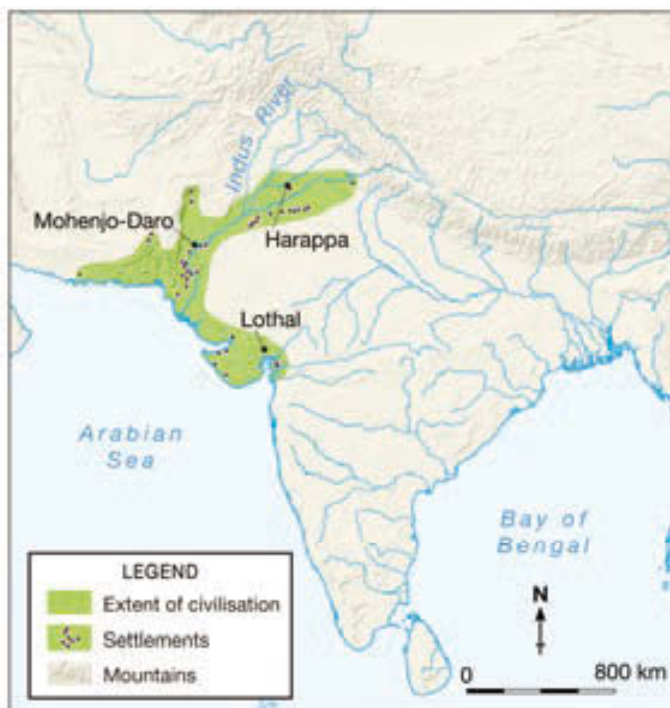 Indus River
Mohenjo-Daro
Harappa
Lothal
Arabian
Sea
Bay of
Bengal
LEGEND
Extent of civilisation
Settlements
Mountains
N
0 800 km